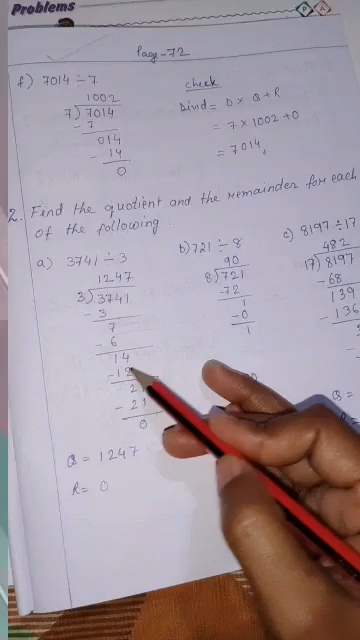 Problems
P A
Page-72
f) 7014 ÷ 7
1002
7)7014
- 7
014
- 14
0
check
Divid = D × Q + R
= 7 × 1002 + 0
= 7014.
2. Find the quotient and the remainder for each
of the following.
a) 3741 ÷ 3
1247
3)3741
- 3
7
- 6
14
- 12
2
- 21
0
Q = 1247
R = 0
b) 721 ÷ 8
90
8)721
-72
1
-0
1
c) 8197 ÷ 17
482
17)8197
-68
139
-136
Q =